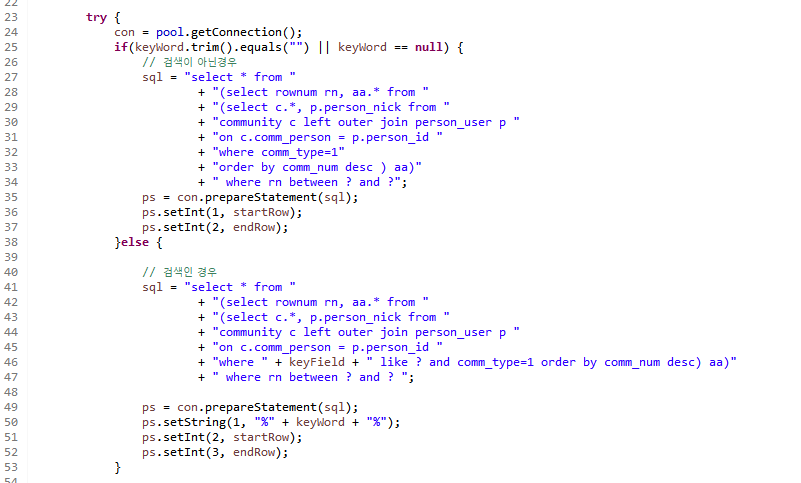 22
23 try {
24 con = pool.getConnection();
25 if(keyWord.trim().equals("") || keyWord == null) {
26 // 검색이 아닌경우
27 sql = "select * from "
28 + "(select rownum rn, aa.* from "
29 + "(select c.*, p.person_nick from "
30 + "community c left outer join person_user p "
31 + "on c.comm_person = p.person_id "
32 + "where comm_type=1"
33 + "order by comm_num desc ) aa)"
34 + " where rn between ? and ?";
35 ps = con.prepareStatement(sql);
36 ps.setInt(1, startRow);
37 ps.setInt(2, endRow);
38 }else {
39
40 // 검색인 경우
41 sql = "select * from "
42 + "(select rownum rn, aa.* from "
43 + "(select c.*, p.person_nick from "
44 + "community c left outer join person_user p "
45 + "on c.comm_person = p.person_id "
46 + "where " + keyField + " like ? and comm_type=1 order by comm_num desc) aa)"
47 + " where rn between ? and ? ";
48
49 ps = con.prepareStatement(sql);
50 ps.setString(1, "%" + keyWord + "%");
51 ps.setInt(2, startRow);
52 ps.setInt(3, endRow);
53 }
54